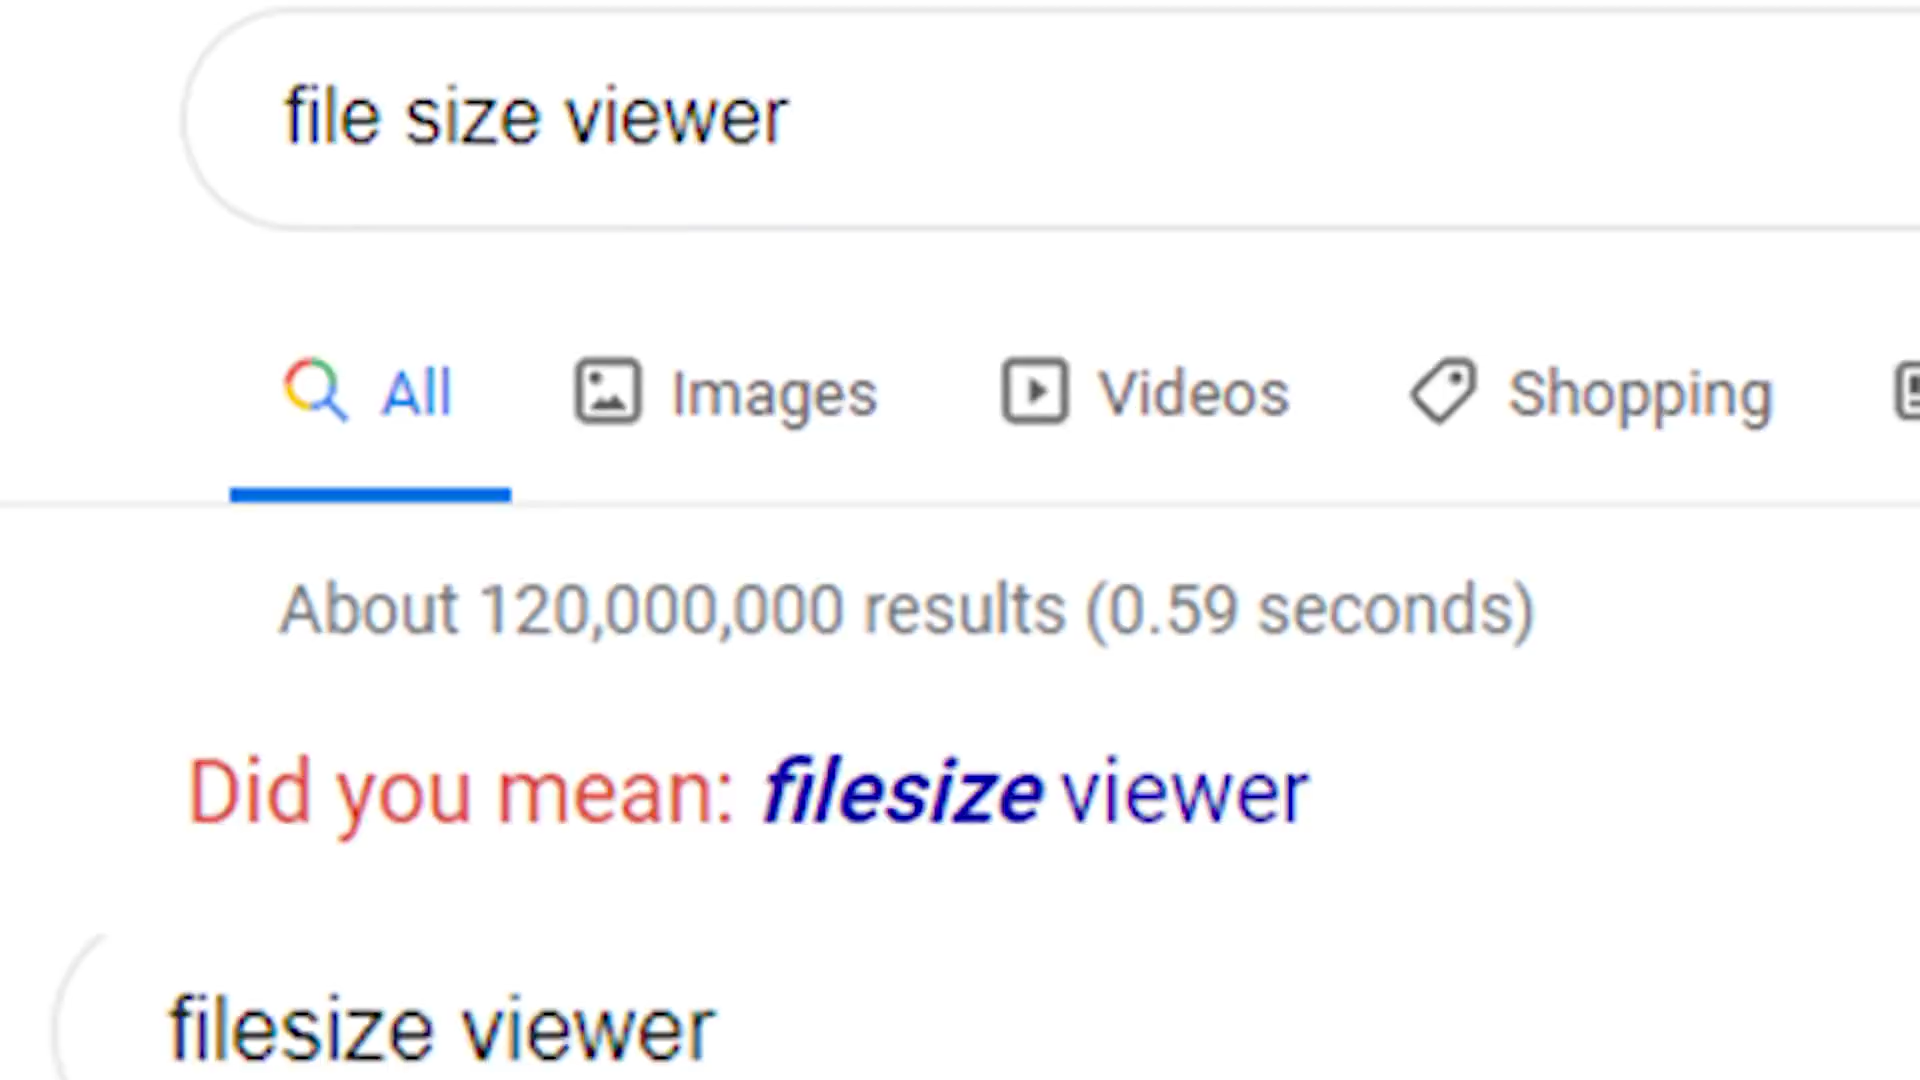 file size viewer
All Images Videos Shopping
About 120,000,000 results (0.59 seconds)
Did you mean: filesize viewer
filesize viewer